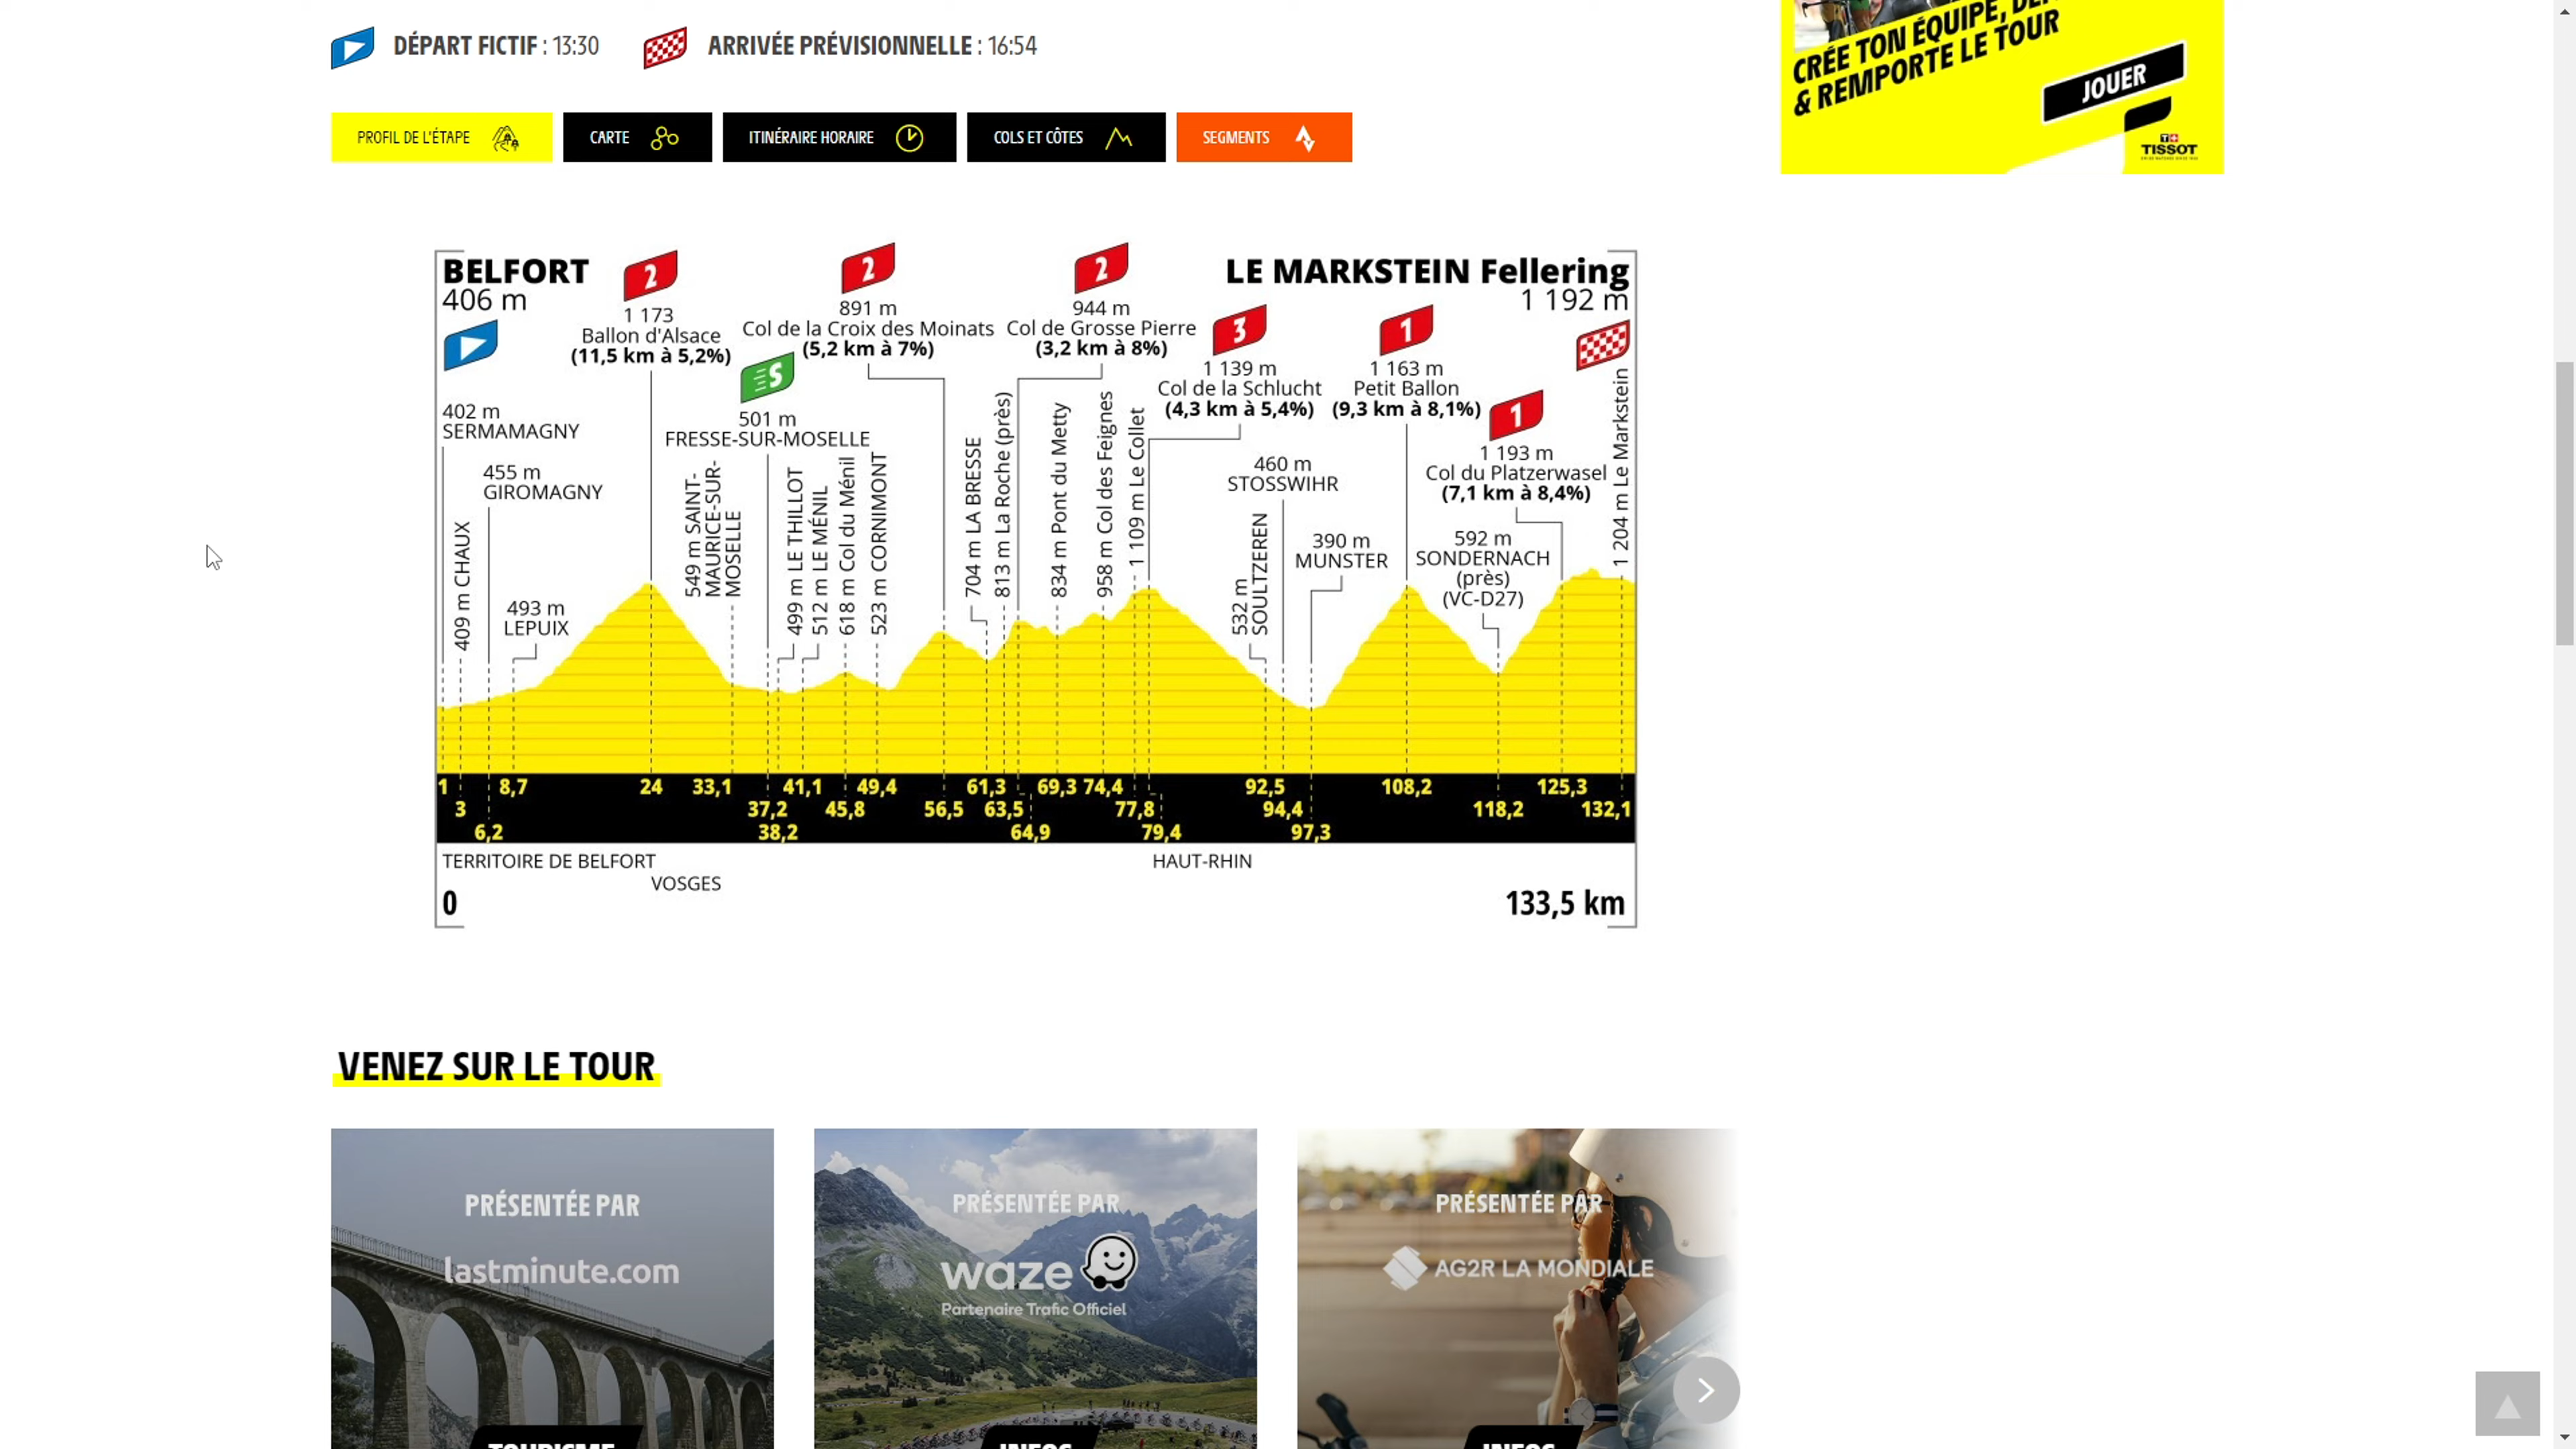 DÉPART FICTIF : 13:30
ARRIVÉE PRÉVISIONNELLE : 16:54
CRÉE TON ÉQUIPE,
& REMPORTE LE TOUR
JOUER
TISSOT
PROFIL DE L'ÉTAPE
CARTE
ITINÉRAIRE HORAIRE
COLS ET CÔTES
SEGMENTS
BELFORT
406 m
LE MARKSTEIN Fellering
1 192 m
2
1 173
Ballon d'Alsace
(11,5 km à 5,2%)
2
891 m
Col de la Croix des Moinats
(5,2 km à 7%)
2
944 m
Col de Grosse Pierre
(3,2 km à 8%)
3
1 139 m
Col de la Schlucht
(4,3 km à 5,4%)
1
1 163 m
Petit Ballon
(9,3 km à 8,1%)
1
1 193 m
Col du Platzerwasel
(7,1 km à 8,4%)
S
501 m
FRESSE-SUR-MOSELLE
402 m
SERMAMAGNY
409 m CHAUX
455 m
GIROMAGNY
493 m
LEPUIX
549 m SAINT-
MAURICE-SUR-
MOSELLE
499 m LE THILLOT
512 m LE MÉNIL
618 m Col du Ménil
523 m CORNIMONT
704 m LA BRESSE
813 m La Roche (près)
834 m Pont du Metty
958 m Col des Feignes
1 109 m Le Collet
532 m
SOULTZEREN
460 m
STOSSWIHR
390 m
MUNSTER
592 m
SONDERNACH
(près)
(VC-D27)
1 204 m Le Markstein
1 8,7 24 33,1 41,1 49,4 61,3 69,3 74,4 92,5 108,2 125,3
3 37,2 45,8 56,5 63,5 77,8 94,4 118,2 132,1
6,2 38,2 64,9 79,4 97,3
TERRITOIRE DE BELFORT
VOSGES
HAUT-RHIN
0
133,5 km
VENEZ SUR LE TOUR
PRÉSENTÉE PAR
lastminute.com
TOURISME
PRÉSENTÉE PAR
waze
Partenaire Trafic Officiel
INFOS
PRÉSENTÉE PAR
AG2R LA MONDIALE
INFOS